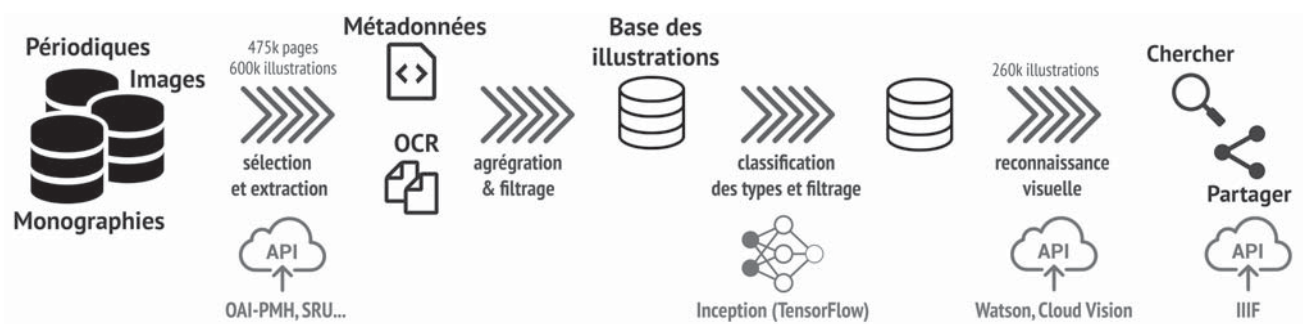 Périodiques
Images
Monographies
475k pages
600k illustrations
sélection
et extraction
API
OAI-PMH, SRU...
Métadonnées
OCR
agrégration
& filtrage
Base des
illustrations
classification
des types et filtrage
Inception (TensorFlow)
260k illustrations
reconnaissance
visuelle
API
Watson, Cloud Vision
Chercher
Partager
API
IIIF